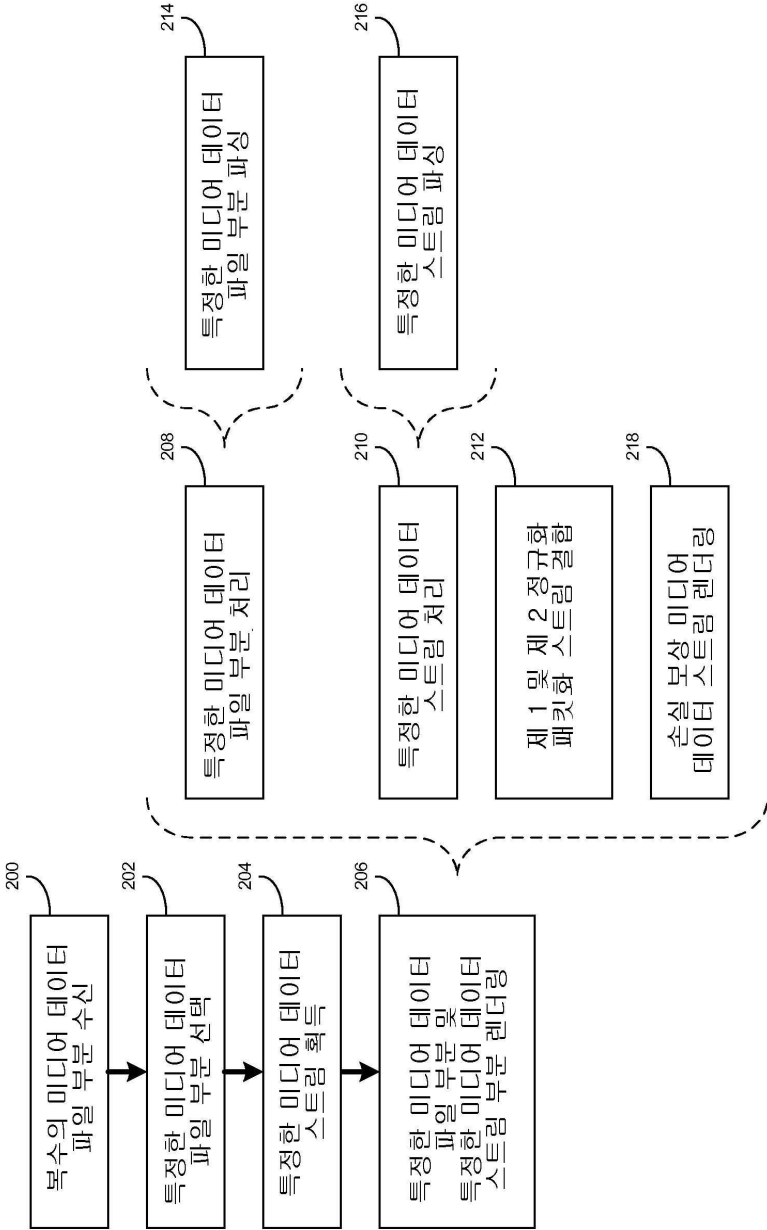 200
복수의 미디어 데이터
파일 부분 수신
202
특정한 미디어 데이터
파일 부분 선택
204
특정한 미디어 데이터
스트림 획득
206
특정한 미디어 데이터
파일 부분 및
특정한 미디어 데이터
스트림 부분 렌더링
208
특정한 미디어 데이터
파일 부분 처리
210
특정한 미디어 데이터
스트림 처리
212
제 1 및 제 2 정규화
패킷화 스트림 결합
218
손실 보상 미디어
데이터 스트림 렌더링
214
특정한 미디어 데이터
파일 부분 파싱
216
특정한 미디어 데이터
스트림 파싱